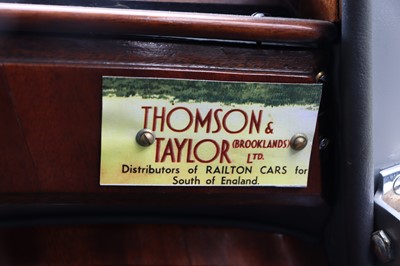 THOMSON &
TAYLOR (BROOKLANDS) LTD.
Distributors of RAILTON CARS for
South of England.